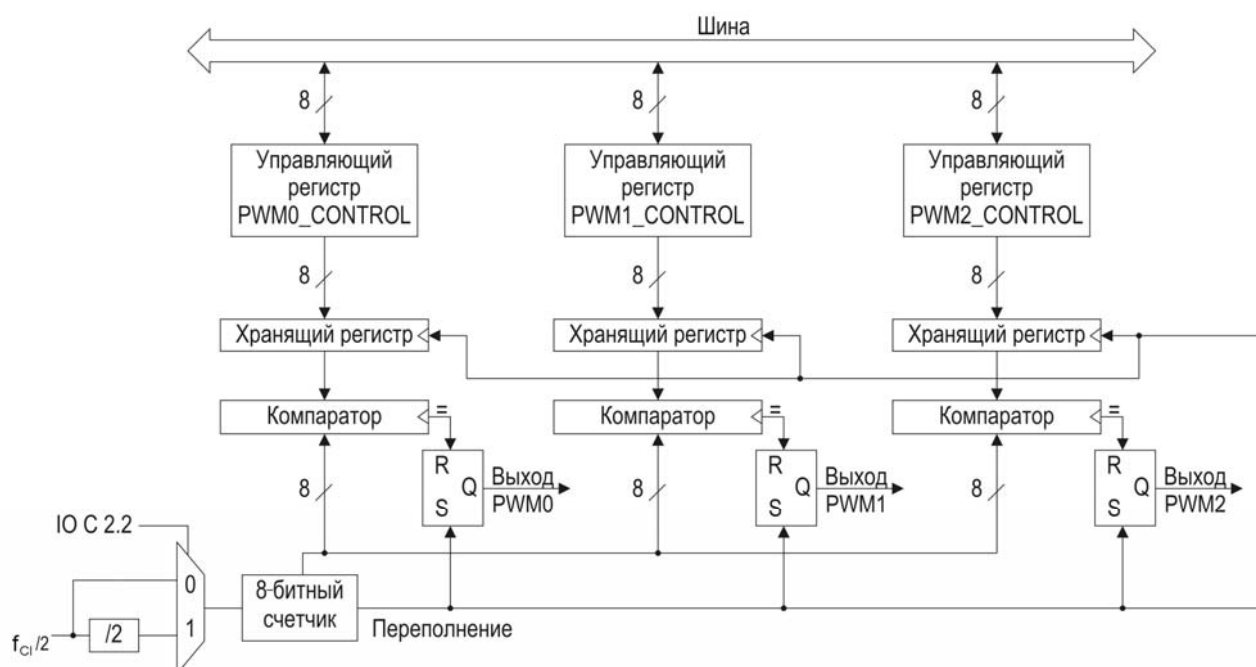 Шина
8
8
8
Управляющий
регистр
PWM0_CONTROL
Управляющий
регистр
PWM1_CONTROL
Управляющий
регистр
PWM2_CONTROL
8
8
8
Хранящий регистр
Хранящий регистр
Хранящий регистр
Компаратор
=
Компаратор
=
Компаратор
=
R
S
Q
Выход
PWM0
R
S
Q
Выход
PWM1
R
S
Q
Выход
PWM2
8
8
8
IO C 2.2
0
1
/2
fCI/2
8-битный
счетчик
Переполнение